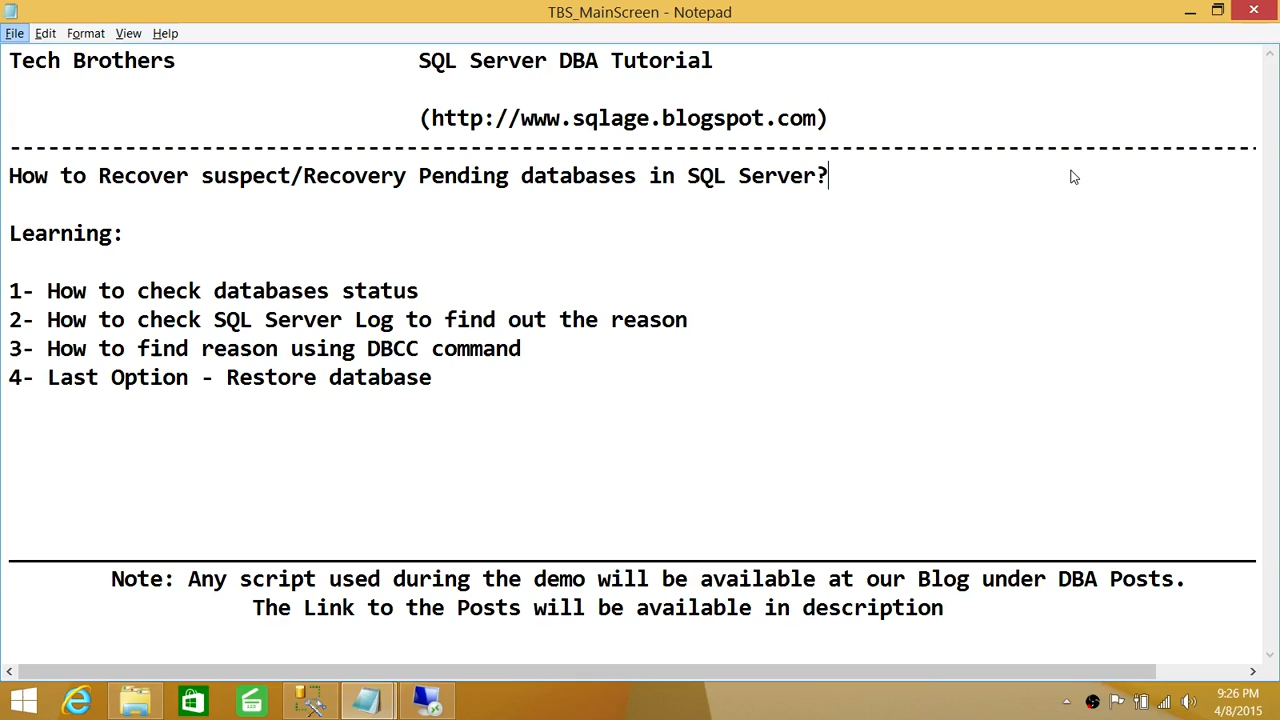 TBS_MainScreen - Notepad
File Edit Format View Help
Tech Brothers SQL Server DBA Tutorial
(http://www.sqlage.blogspot.com)
--------------------------------------------------------------------------------------------------
How to Recover suspect/Recovery Pending databases in SQL Server?
Learning:
1- How to check databases status
2- How to check SQL Server Log to find out the reason
3- How to find reason using DBCC command
4- Last Option - Restore database
Note: Any script used during the demo will be available at our Blog under DBA Posts.
The Link to the Posts will be available in description
9:26 PM
4/8/2015